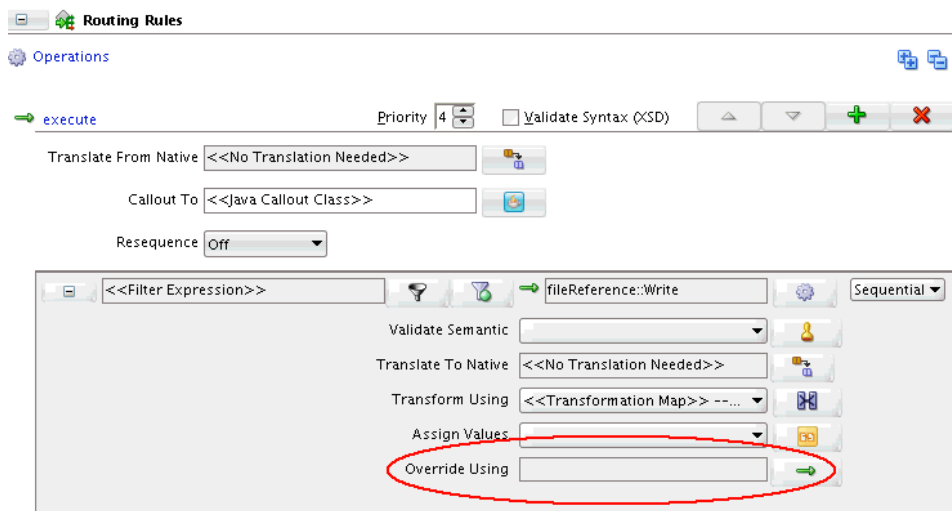 Routing Rules
Operations
execute Priority 4 Validate Syntax (XSD)
Translate From Native <<No Translation Needed>>
Callout To <<Java Callout Class>>
Resequence Off
<<Filter Expression>> fileReference::Write Sequential
Validate Semantic
Translate To Native <<No Translation Needed>>
Transform Using <<Transformation Map>> --...
Assign Values
Override Using